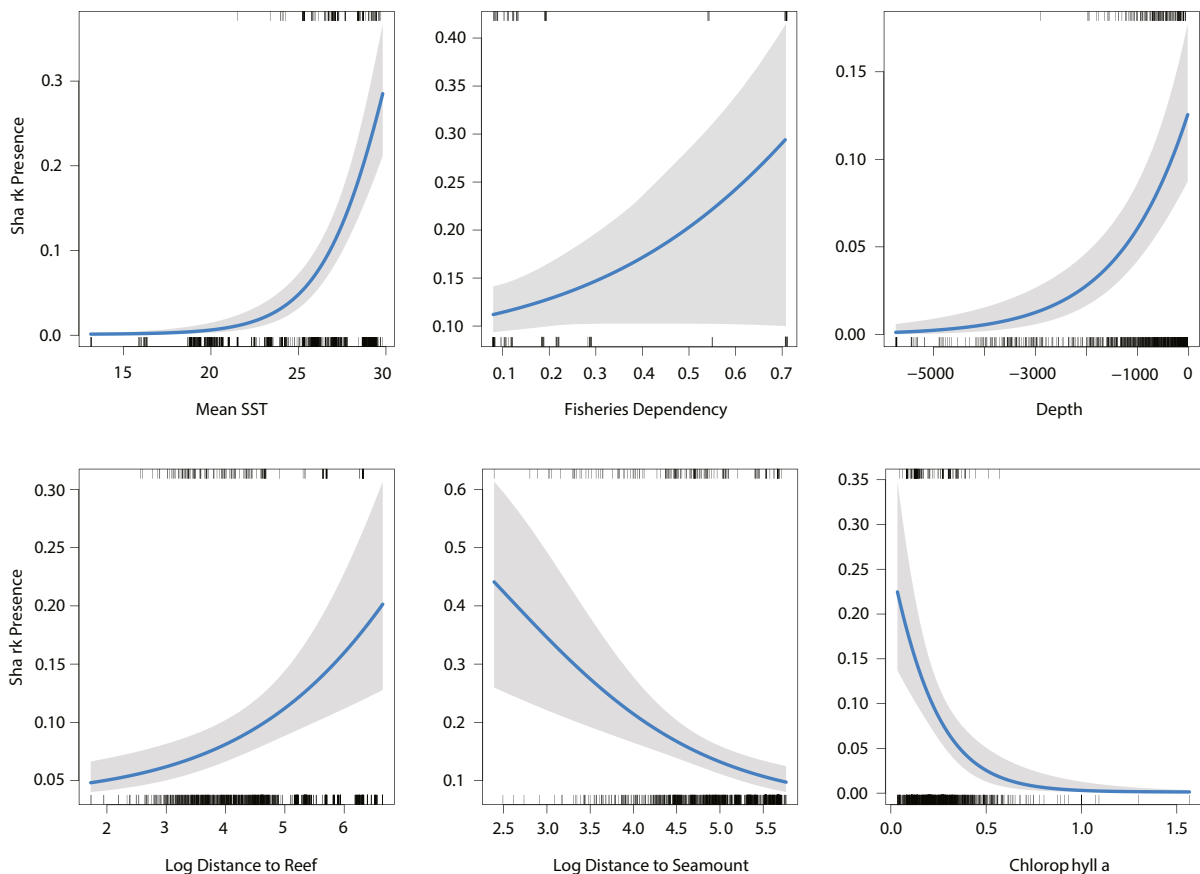 Sha rk Presence
0.3
0.2
0.1
0.0
15 20 25 30
Mean SST
0.40
0.35
0.30
0.25
0.20
0.15
0.10
0.1 0.2 0.3 0.4 0.5 0.6 0.7
Fisheries Dependency
0.15
0.10
0.05
0.00
−5000 −3000 −1000 0
Depth
Sha rk Presence
0.30
0.25
0.20
0.15
0.10
0.05
2 3 4 5 6
Log Distance to Reef
0.6
0.5
0.4
0.3
0.2
0.1
2.5 3.0 3.5 4.0 4.5 5.0 5.5
Log Distance to Seamount
0.35
0.30
0.25
0.20
0.15
0.10
0.05
0.00
0.0 0.5 1.0 1.5
Chlorop hyll a